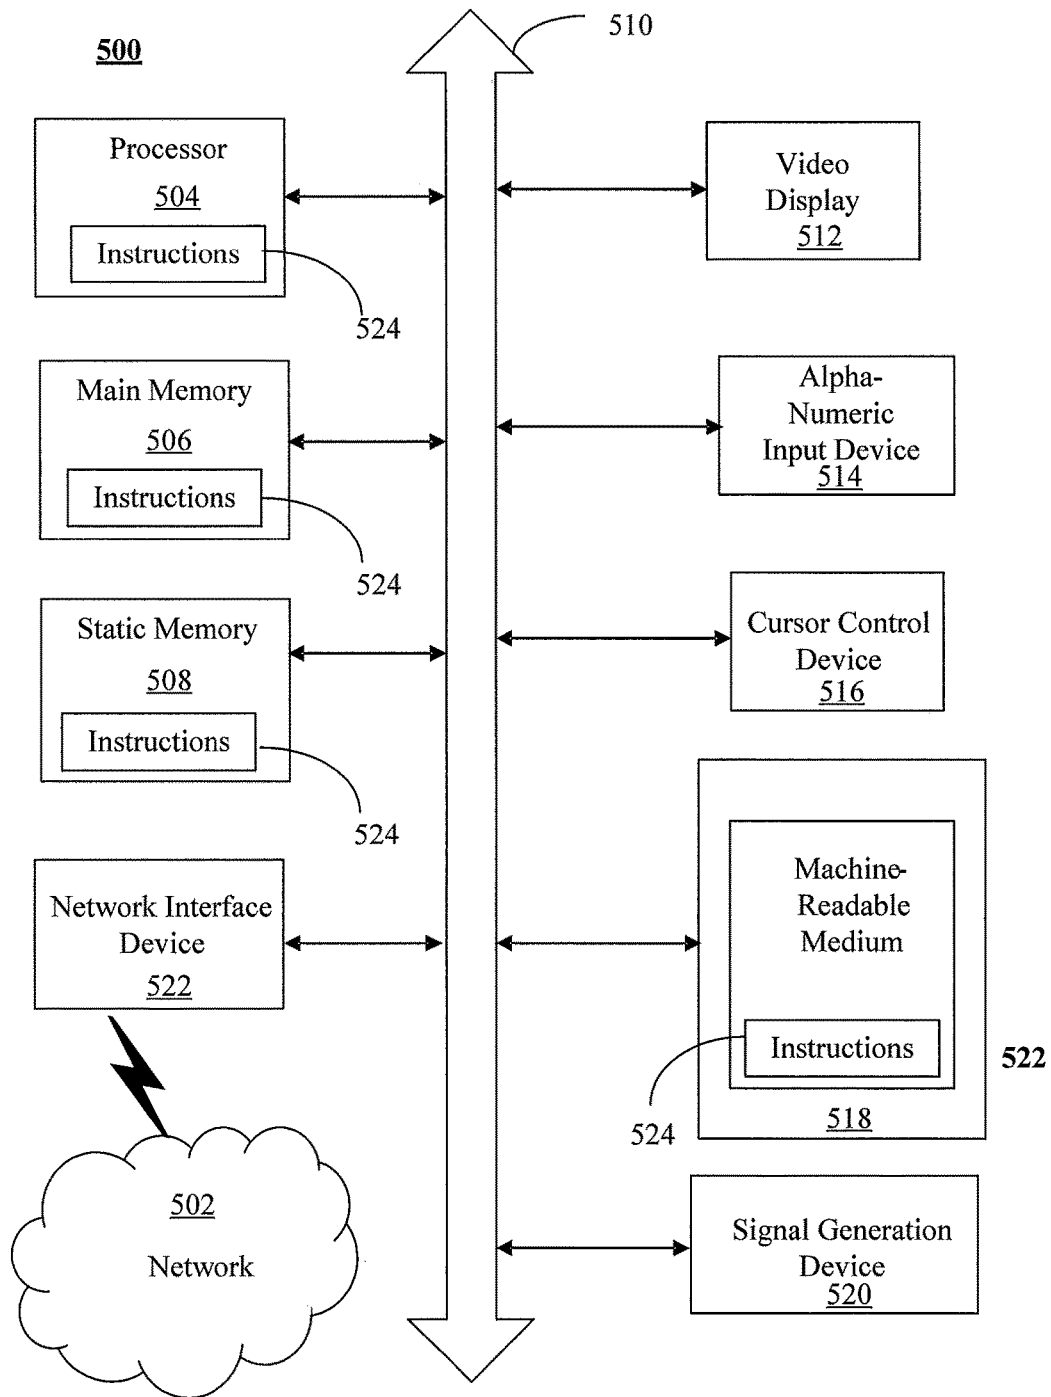 500
510
Processor
504
Instructions
524
Main Memory
506
Instructions
524
Static Memory
508
Instructions
524
Network Interface
Device
522
502
Network
Video
Display
512
Alpha-
Numeric
Input Device
514
Cursor Control
Device
516
Machine-
Readable
Medium
Instructions
524
518
522
Signal Generation
Device
520